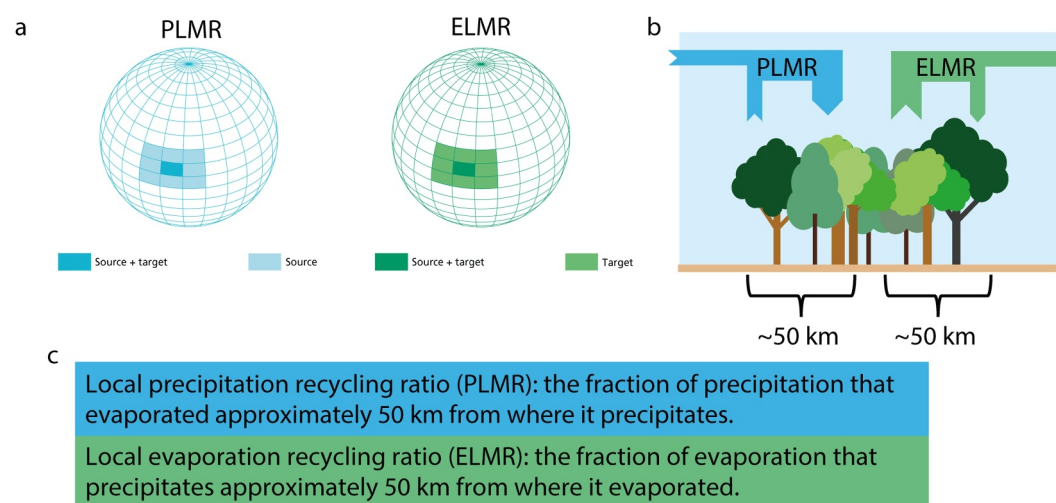 a
PLMR
ELMR
Source + target
Source
Source + target
Target
b
PLMR
ELMR
~50 km
~50 km
c
Local precipitation recycling ratio (PLMR): the fraction of precipitation that
evaporated approximately 50 km from where it precipitates.
Local evaporation recycling ratio (ELMR): the fraction of evaporation that
precipitates approximately 50 km from where it evaporated.